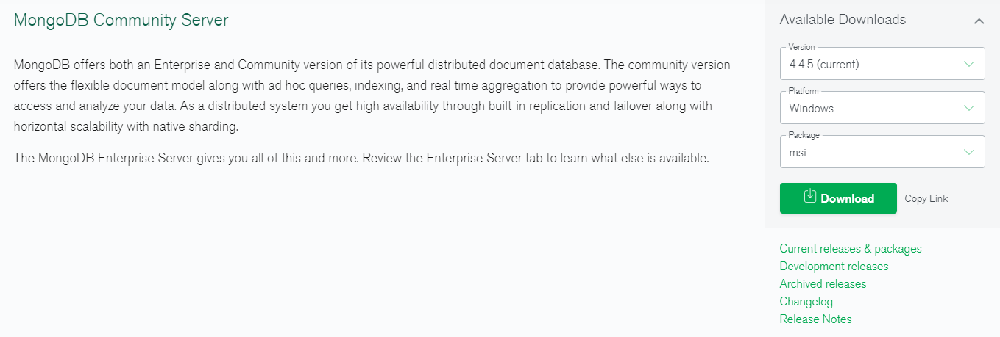 MongoDB Community Server
MongoDB offers both an Enterprise and Community version of its powerful distributed document database. The community version
offers the flexible document model along with ad hoc queries, indexing, and real time aggregation to provide powerful ways to
access and analyze your data. As a distributed system you get high availability through built-in replication and failover along with
horizontal scalability with native sharding.
The MongoDB Enterprise Server gives you all of this and more. Review the Enterprise Server tab to learn what else is available.
Available Downloads
Version
4.4.5 (current)
Platform
Windows
Package
msi
Download Copy Link
Current releases & packages
Development releases
Archived releases
Changelog
Release Notes